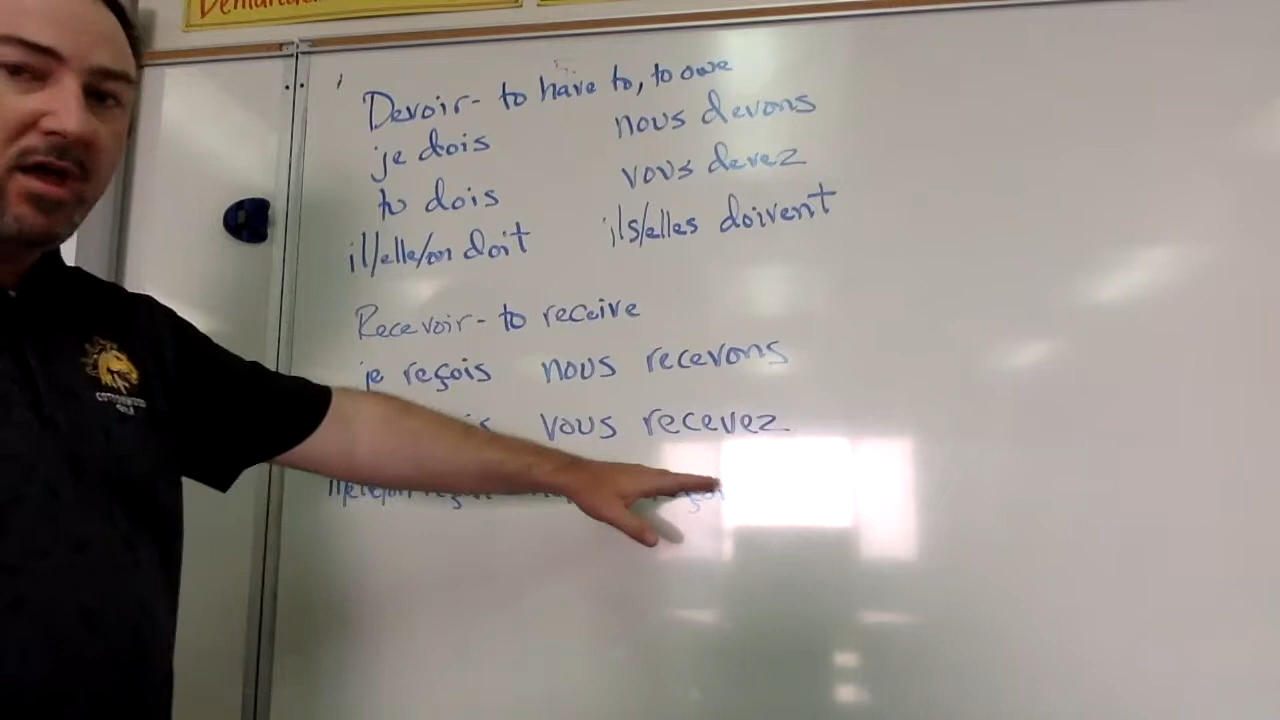 Devoir - to have to, to owe
je dois nous devons
tu dois vous devez
il/elle/on doit ils/elles doivent
Recevoir - to receive
je reçois nous recevons
vous recevez